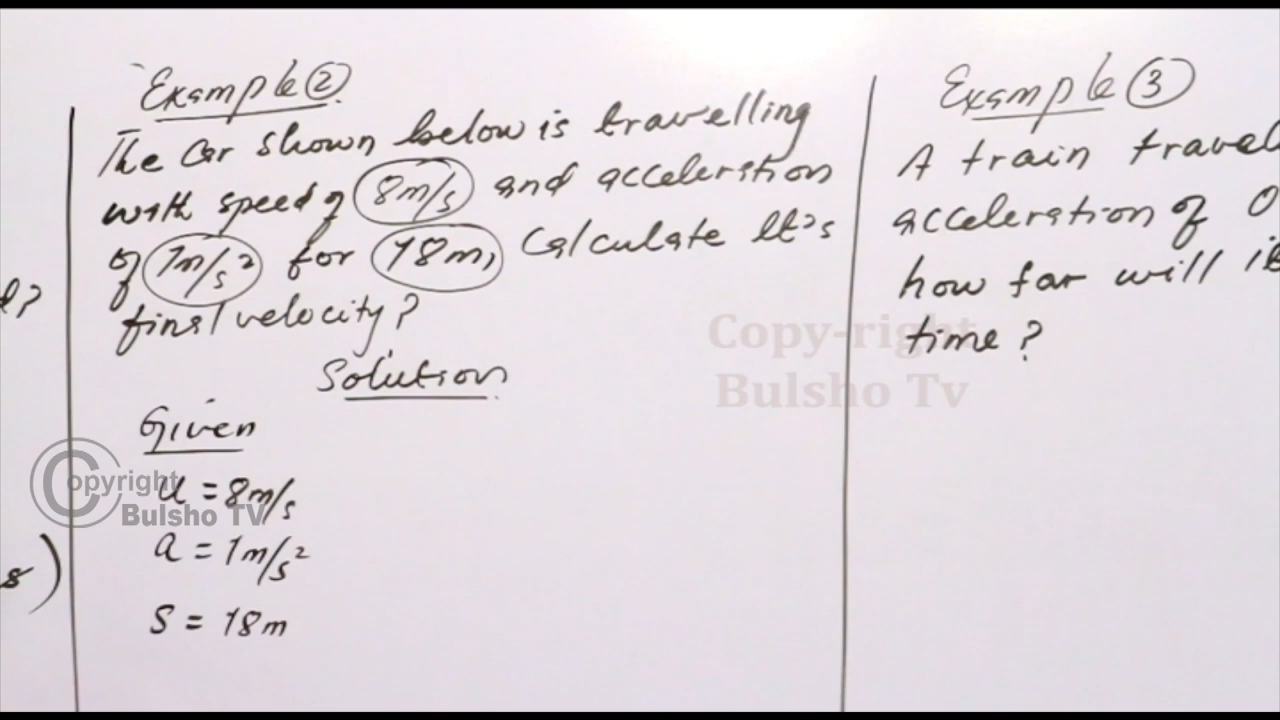 Example 2
The Car shown below is travelling
with speed of 8m/s and acceleration
of 1m/s² for 18m, Calculate It's
final velocity?
Solution
Given
U = 8m/s
a = 1m/s²
S = 18m
Example 3
A train travel
acceleration of 0
how far will it
time?
d?
s)
Copy-right
Bulsho Tv
Copyright
Bulsho TV